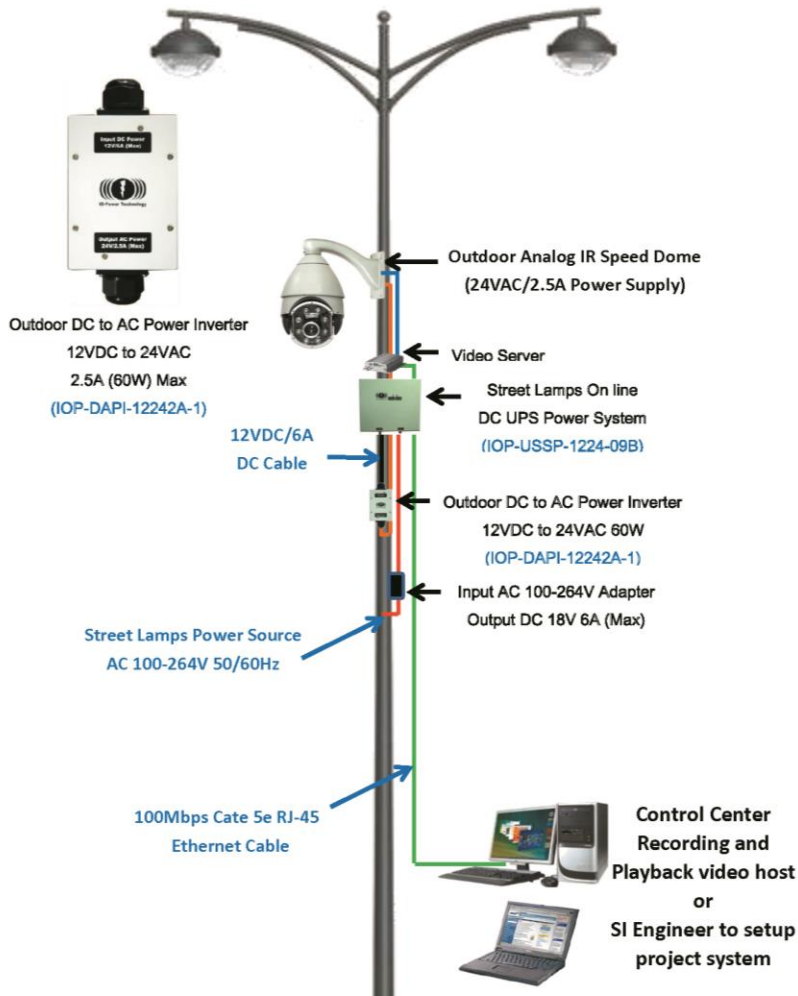 Input DC Power
12V/6A (Max)
Output AC Power
24V/2.5A (Max)
Outdoor DC to AC Power Inverter
12VDC to 24VAC
2.5A (60W) Max
(IOP-DAPI-12242A-1)
Outdoor Analog IR Speed Dome
(24VAC/2.5A Power Supply)
Video Server
Street Lamps On line
DC UPS Power System
(IOP-USSP-1224-09B)
12VDC/6A
DC Cable
Outdoor DC to AC Power Inverter
12VDC to 24VAC 60W
(IOP-DAPI-12242A-1)
Input AC 100-264V Adapter
Output DC 18V 6A (Max)
Street Lamps Power Source
AC 100-264V 50/60Hz
100Mbps Cate 5e RJ-45
Ethernet Cable
Control Center
Recording and
Playback video host
or
SI Engineer to setup
project system